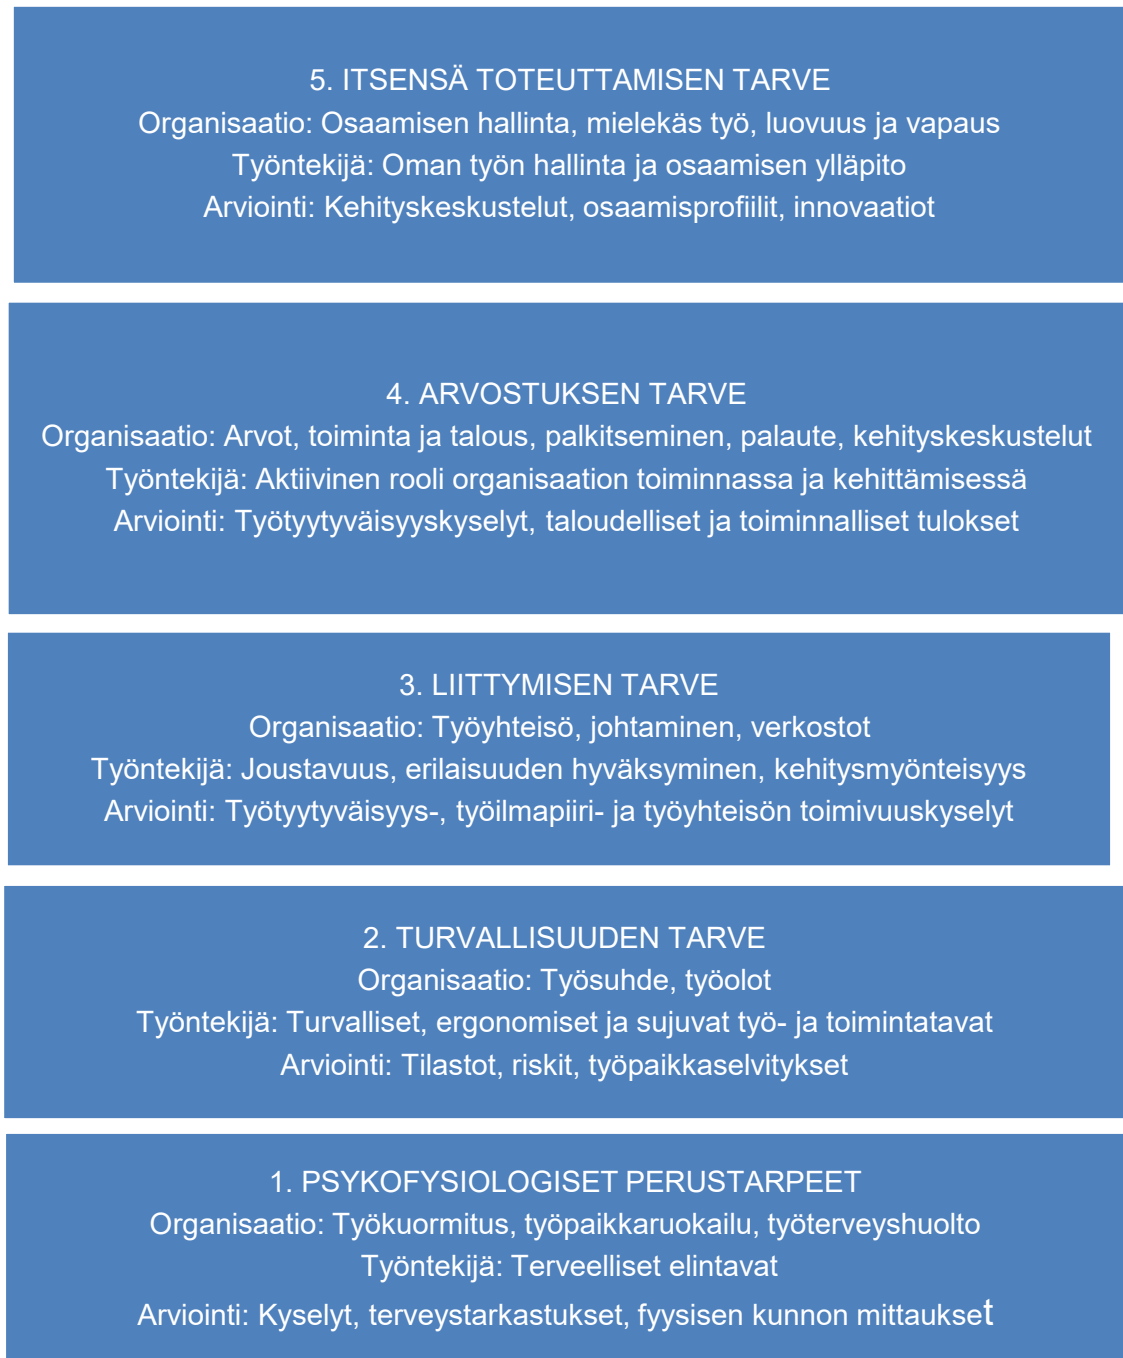 5. ITSENSÄ TOTEUTTAMISEN TARVE
Organisaatio: Osaamisen hallinta, mielekäs työ, luovuus ja vapaus
Työntekijä: Oman työn hallinta ja osaamisen ylläpito
Arviointi: Kehityskeskustelut, osaamisprofiilit, innovaatiot
4. ARVOSTUKSEN TARVE
Organisaatio: Arvot, toiminta ja talous, palkitseminen, palaute, kehityskeskustelut
Työntekijä: Aktiivinen rooli organisaation toiminnassa ja kehittämisessä
Arviointi: Työtyytyväisyyskyselyt, taloudelliset ja toiminnalliset tulokset
3. LIITTYMISEN TARVE
Organisaatio: Työyhteisö, johtaminen, verkostot
Työntekijä: Joustavuus, erilaisuuden hyväksyminen, kehitysmyönteisyys
Arviointi: Työtyytyväisyys-, työilmapiiri- ja työyhteisön toimivuuskyselyt
2. TURVALLISUUDEN TARVE
Organisaatio: Työsuhde, työolot
Työntekijä: Turvalliset, ergonomiset ja sujuvat työ- ja toimintatavat
Arviointi: Tilastot, riskit, työpaikkaselvitykset
1. PSYKOFYSIOLOGISET PERUSTARPEET
Organisaatio: Työkuormitus, työpaikkaruokailu, työterveyshuolto
Työntekijä: Terveelliset elintavat
Arviointi: Kyselyt, terveystarkastukset, fyysisen kunnon mittaukset